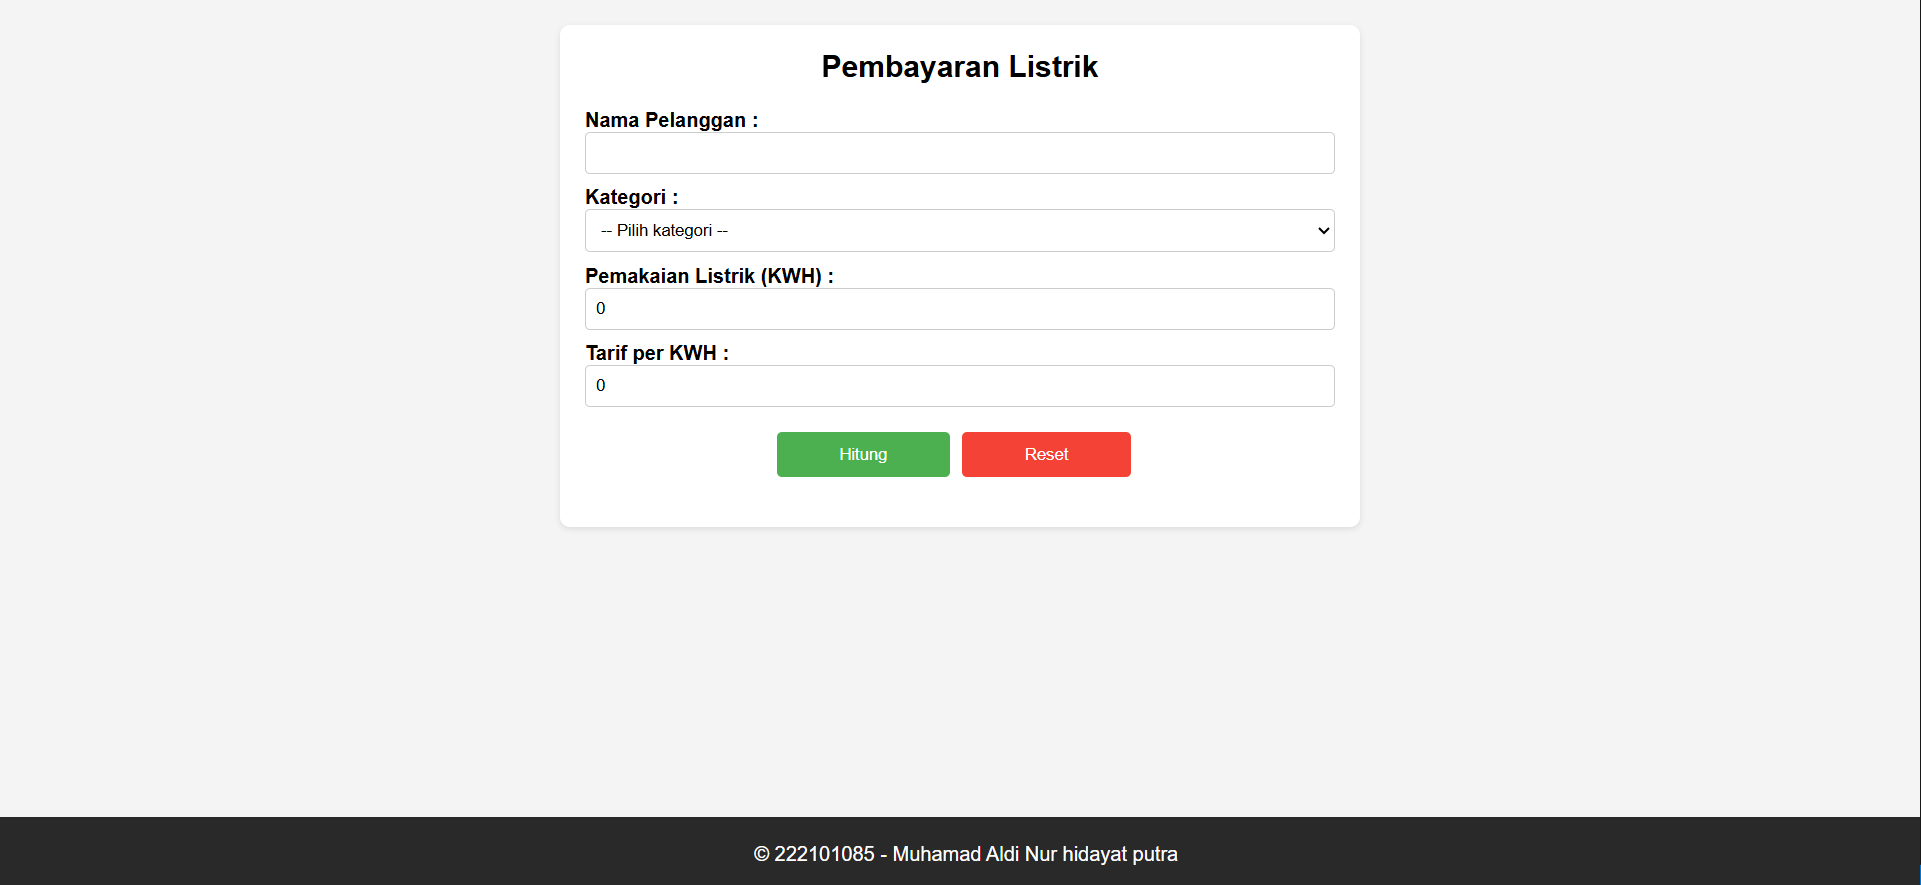 Pembayaran Listrik
Nama Pelanggan :
Kategori :
-- Pilih kategori --
Pemakaian Listrik (KWH) :
0
Tarif per KWH :
0
Hitung
Reset
© 222101085 - Muhamad Aldi Nur hidayat putra